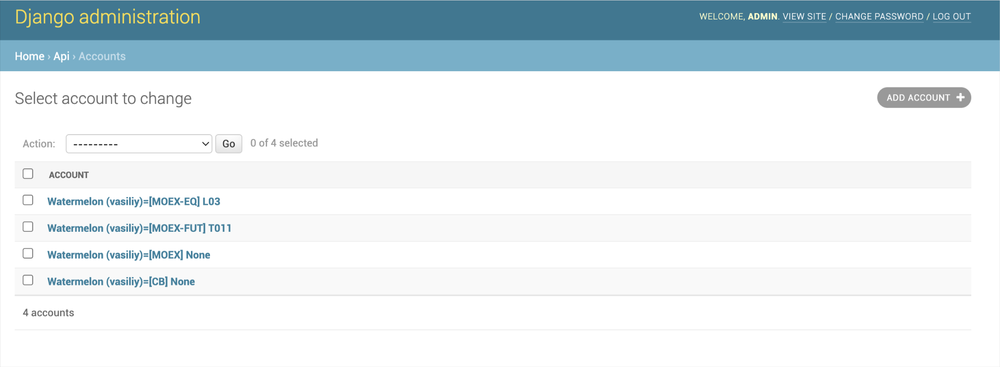 Django administration
WELCOME, ADMIN. VIEW SITE / CHANGE PASSWORD / LOG OUT
Home › Api › Accounts
Select account to change
ADD ACCOUNT +
Action: --------- Go 0 of 4 selected
ACCOUNT
Watermelon (vasiliy)=[MOEX-EQ] L03
Watermelon (vasiliy)=[MOEX-FUT] T011
Watermelon (vasiliy)=[MOEX] None
Watermelon (vasiliy)=[CB] None
4 accounts